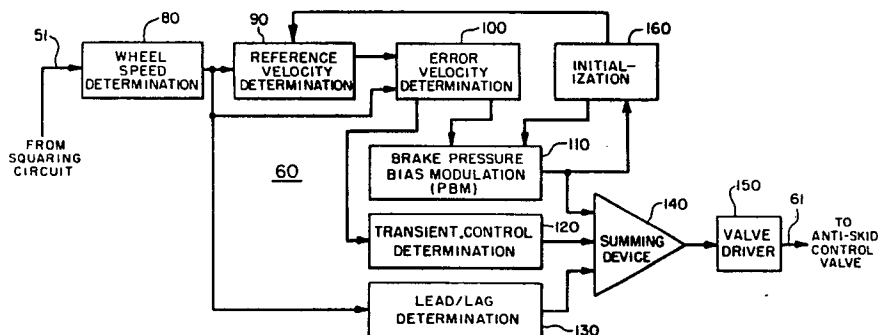 51
80
WHEEL
SPEED
DETERMINATION
90
REFERENCE
VELOCITY
DETERMINATION
100
ERROR
VELOCITY
DETERMINATION
160
INITIAL-
IZATION
FROM
SQUARING
CIRCUIT
60
110
BRAKE PRESSURE
BIAS MODULATION
(PBM)
120
TRANSIENT CONTROL
DETERMINATION
130
LEAD/LAG
DETERMINATION
140
SUMMING
DEVICE
150
VALVE
DRIVER
61
TO
ANTI-SKID
CONTROL
VALVE